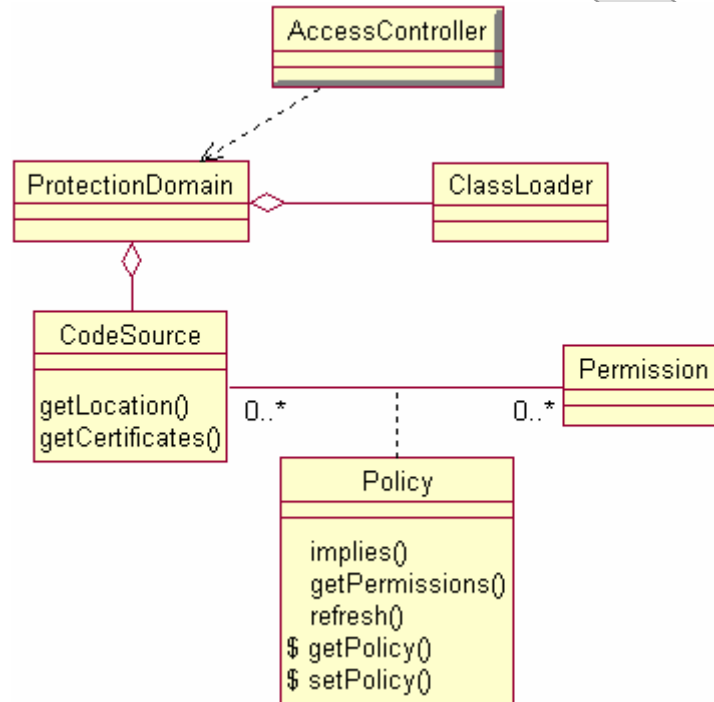 AccessController
ProtectionDomain
ClassLoader
CodeSource
getLocation()
getCertificates()
0..*
0..*
Permission
Policy
implies()
getPermissions()
refresh()
$ getPolicy()
$ setPolicy()